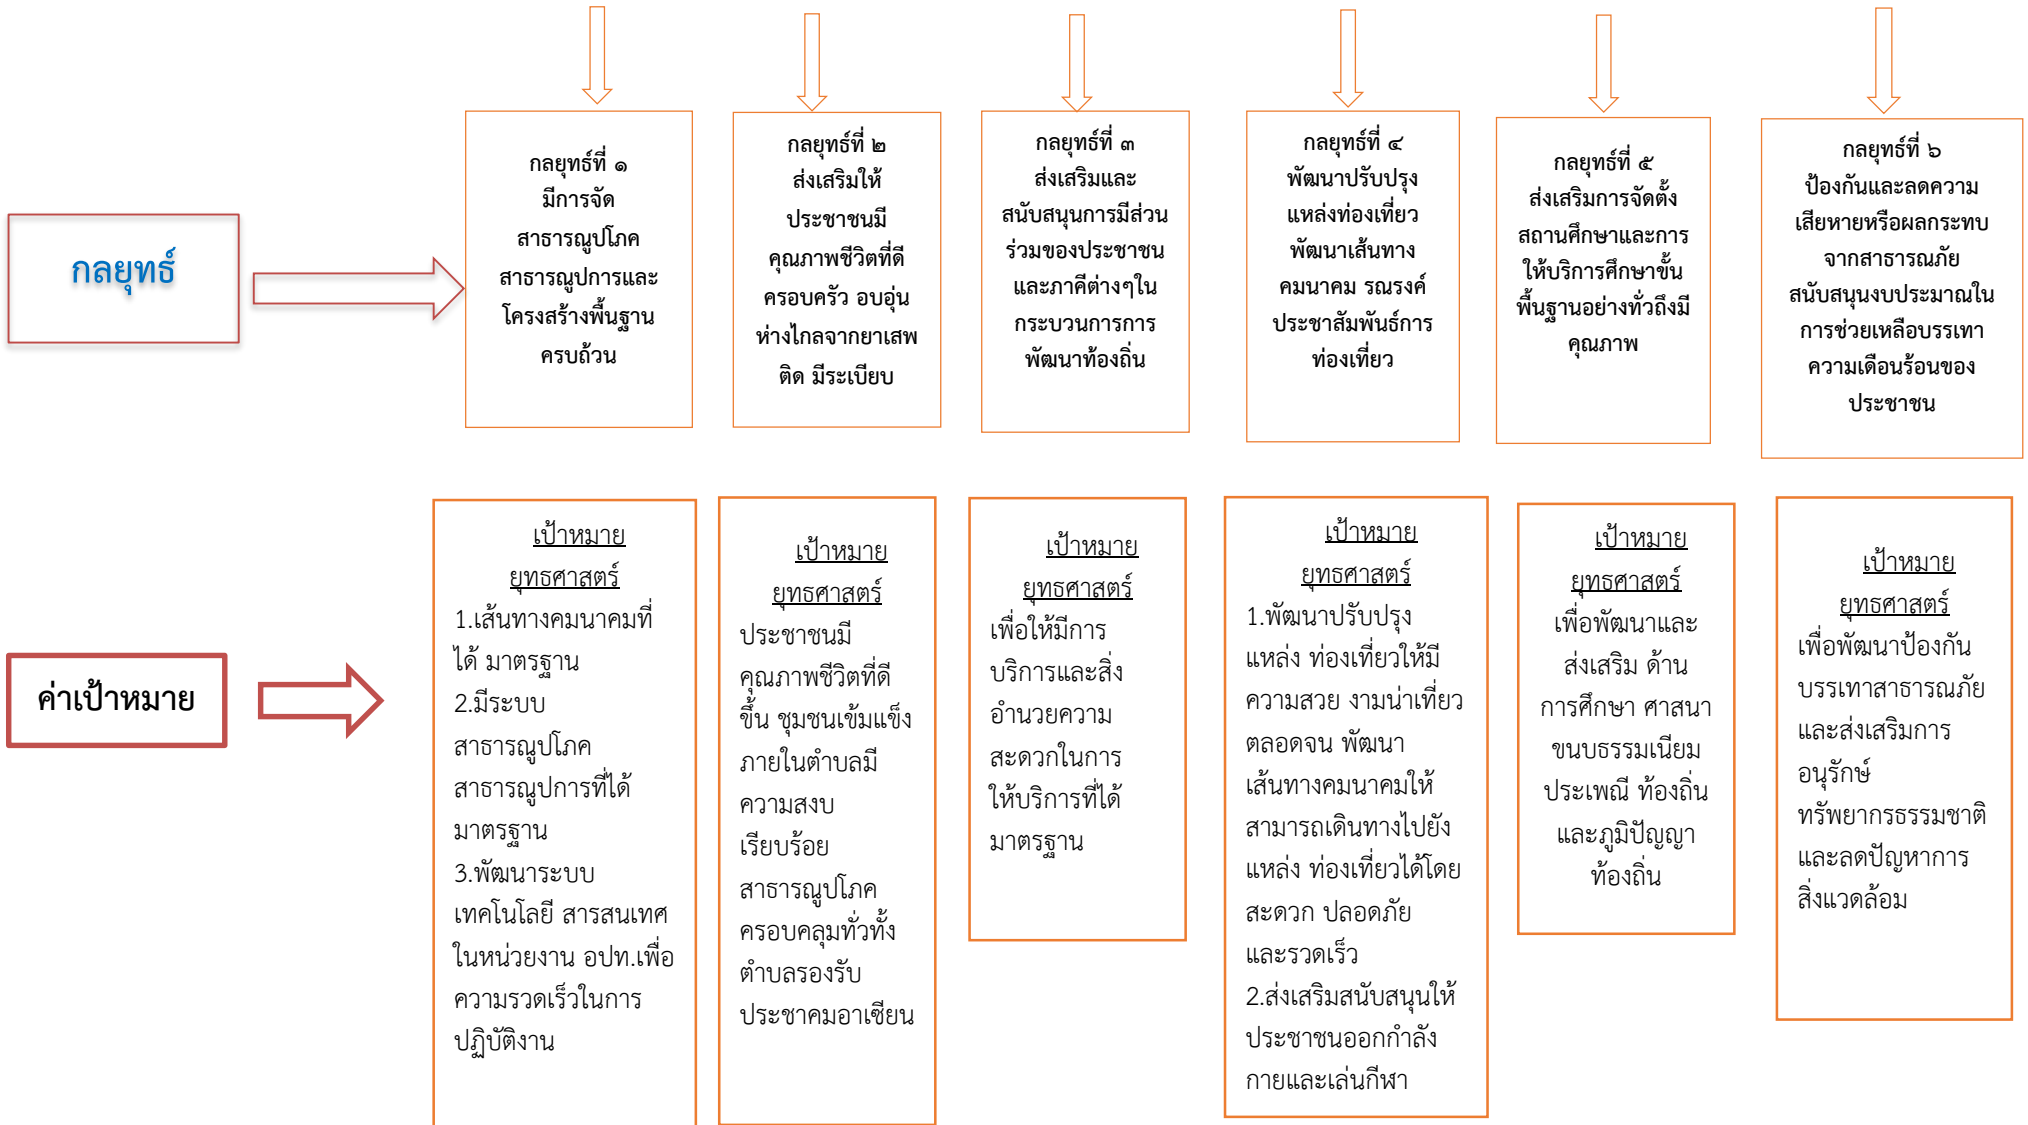 กลยุทธ์
กลยุทธ์ที่ ๑
มีการจัด
สาธารณูปโภค
สาธารณูปการและ
โครงสร้างพื้นฐาน
ครบถ้วน
กลยุทธ์ที่ ๒
ส่งเสริมให้
ประชาชนมี
คุณภาพชีวิตที่ดี
ครอบครัว อบอุ่น
ห่างไกลจากยาเสพ
ติด มีระเบียบ
กลยุทธ์ที่ ๓
ส่งเสริมและ
สนับสนุนการมีส่วน
ร่วมของประชาชน
และภาคีต่างๆใน
กระบวนการการ
พัฒนาท้องถิ่น
กลยุทธ์ที่ ๔
พัฒนาปรับปรุง
แหล่งท่องเที่ยว
พัฒนาเส้นทาง
คมนาคม รณรงค์
ประชาสัมพันธ์การ
ท่องเที่ยว
กลยุทธ์ที่ ๕
ส่งเสริมการจัดตั้ง
สถานศึกษาและการ
ให้บริการศึกษาขั้น
พื้นฐานอย่างทั่วถึงมี
คุณภาพ
กลยุทธ์ที่ ๖
ป้องกันและลดความ
เสียหายหรือผลกระทบ
จากสาธารณภัย
สนับสนุนงบประมาณใน
การช่วยเหลือบรรเทา
ความเดือนร้อนของ
ประชาชน
ค่าเป้าหมาย
เป้าหมาย
ยุทธศาสตร์
1.เส้นทางคมนาคมที่
ได้ มาตรฐาน
2.มีระบบ
สาธารณูปโภค
สาธารณูปการที่ได้
มาตรฐาน
3.พัฒนาระบบ
เทคโนโลยี สารสนเทศ
ในหน่วยงาน อปท.เพื่อ
ความรวดเร็วในการ
ปฏิบัติงาน
เป้าหมาย
ยุทธศาสตร์
ประชาชนมี
คุณภาพชีวิตที่ดี
ขึ้น ชุมชนเข้มแข็ง
ภายในตำบลมี
ความสงบ
เรียบร้อย
สาธารณูปโภค
ครอบคลุมทั่วทั้ง
ตำบลรองรับ
ประชาคมอาเซียน
เป้าหมาย
ยุทธศาสตร์
เพื่อให้มีการ
บริการและสิ่ง
อำนวยความ
สะดวกในการ
ให้บริการที่ได้
มาตรฐาน
เป้าหมาย
ยุทธศาสตร์
1.พัฒนาปรับปรุง
แหล่ง ท่องเที่ยวให้มี
ความสวย งามน่าเที่ยว
ตลอดจน พัฒนา
เส้นทางคมนาคมให้
สามารถเดินทางไปยัง
แหล่ง ท่องเที่ยวได้โดย
สะดวก ปลอดภัย
และรวดเร็ว
2.ส่งเสริมสนับสนุนให้
ประชาชนออกกำลัง
กายและเล่นกีฬา
เป้าหมาย
ยุทธศาสตร์
เพื่อพัฒนาและ
ส่งเสริม ด้าน
การศึกษา ศาสนา
ขนบธรรมเนียม
ประเพณี ท้องถิ่น
และภูมิปัญญา
ท้องถิ่น
เป้าหมาย
ยุทธศาสตร์
เพื่อพัฒนาป้องกัน
บรรเทาสาธารณภัย
และส่งเสริมการ
อนุรักษ์
ทรัพยากรธรรมชาติ
และลดปัญหาการ
สิ่งแวดล้อม